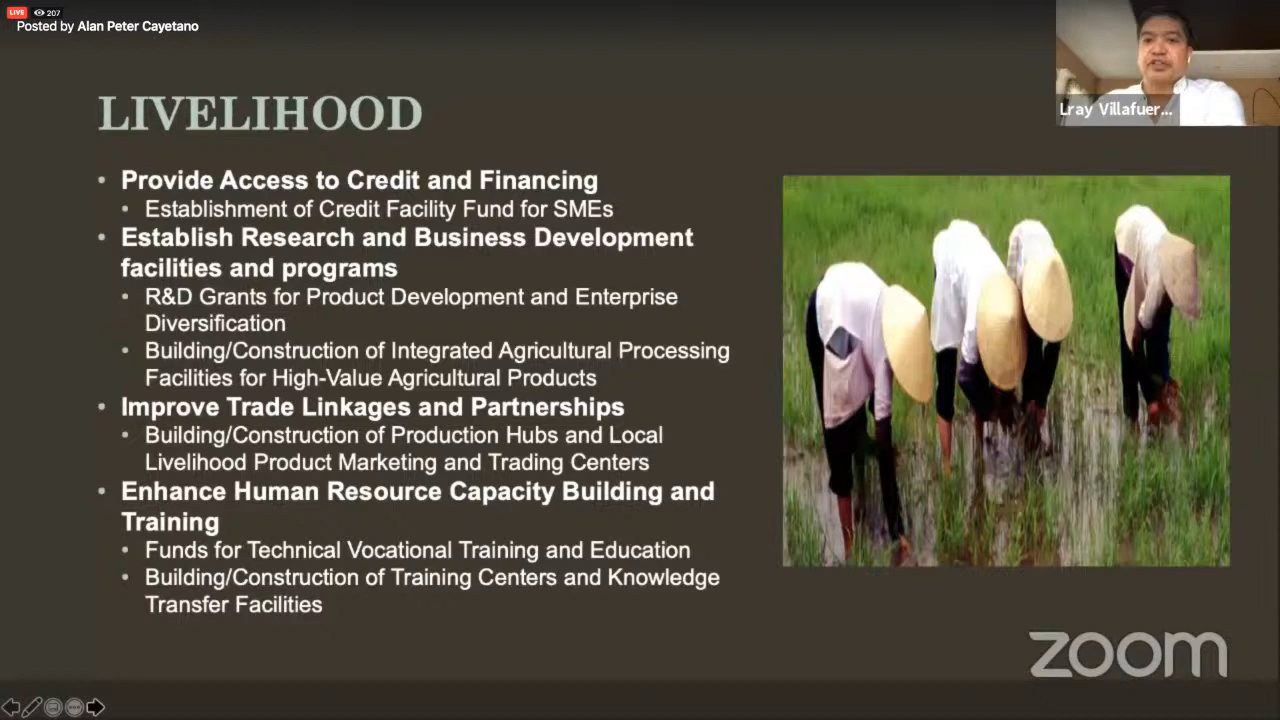 LIVE 207
Posted by Alan Peter Cayetano
Lray Villafuer...
LIVELIHOOD
• Provide Access to Credit and Financing
• Establishment of Credit Facility Fund for SMEs
• Establish Research and Business Development
facilities and programs
• R&D Grants for Product Development and Enterprise
Diversification
• Building/Construction of Integrated Agricultural Processing
Facilities for High-Value Agricultural Products
• Improve Trade Linkages and Partnerships
• Building/Construction of Production Hubs and Local
Livelihood Product Marketing and Trading Centers
• Enhance Human Resource Capacity Building and
Training
• Funds for Technical Vocational Training and Education
• Building/Construction of Training Centers and Knowledge
Transfer Facilities
zoom